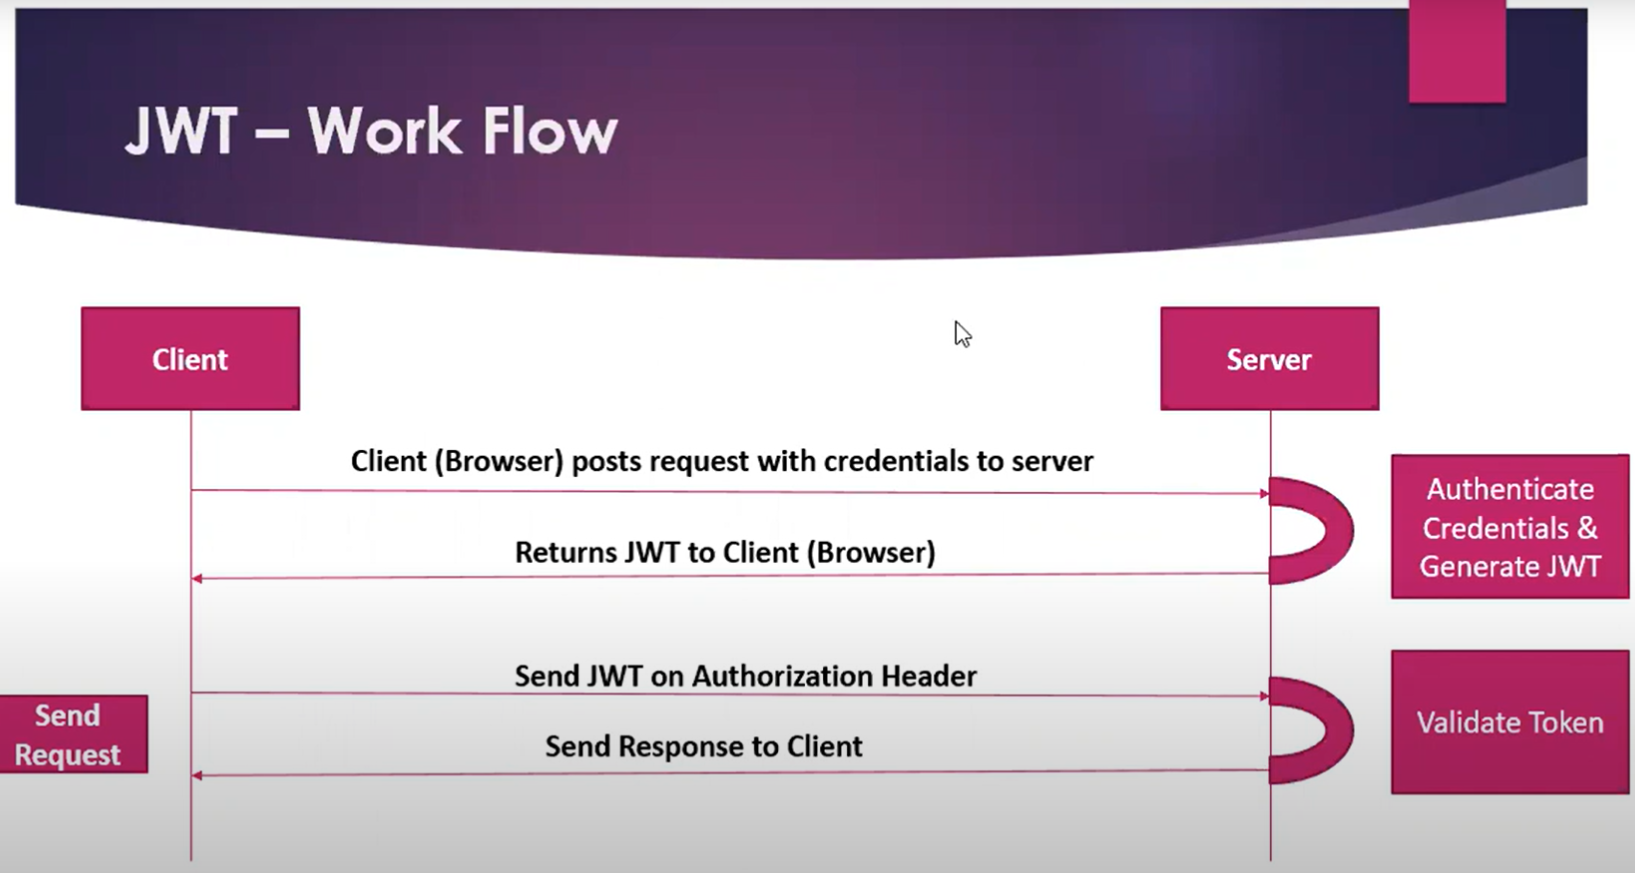 JWT – Work Flow
Client
Server
Client (Browser) posts request with credentials to server
Authenticate
Credentials &
Generate JWT
Returns JWT to Client (Browser)
Send JWT on Authorization Header
Send
Request
Validate Token
Send Response to Client